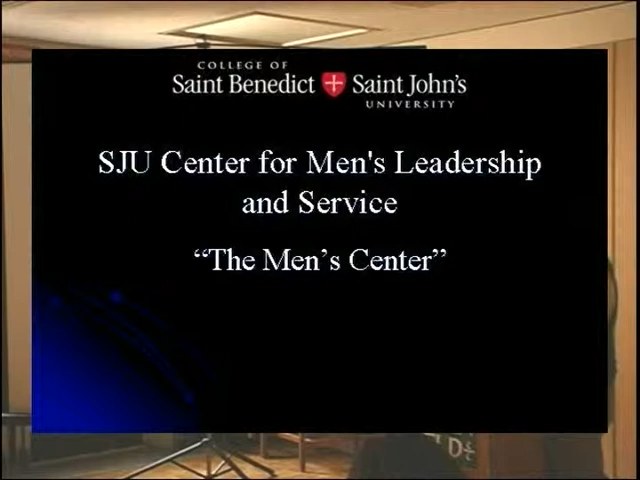 COLLEGE OF
Saint Benedict Saint John's
UNIVERSITY
SJU Center for Men's Leadership
and Service
“The Men’s Center”